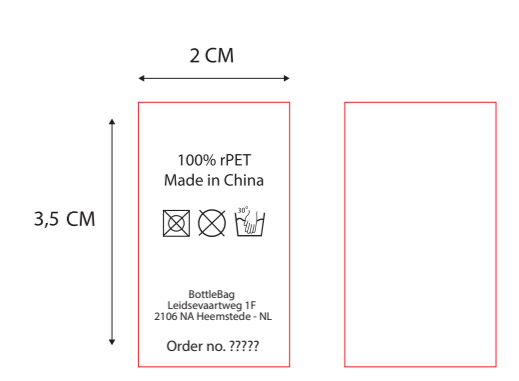 2 CM
3,5 CM
100% rPET
Made in China
30°
BottleBag
Leidsevaartweg 1F
2106 NA Heemstede - NL
Order no. ?????